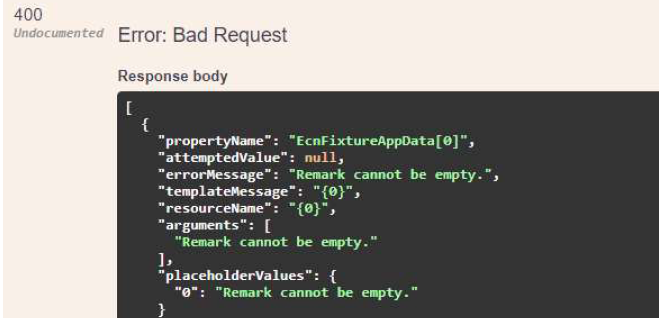 400
Undocumented Error: Bad Request
Response body
[
{
"propertyName": "EcnFixtureAppData[0]",
"attemptedValue": null,
"errorMessage": "Remark cannot be empty.",
"templateMessage": "{0}",
"resourceName": "{0}",
"arguments": [
"Remark cannot be empty."
],
"placeholderValues": {
"0": "Remark cannot be empty."
}